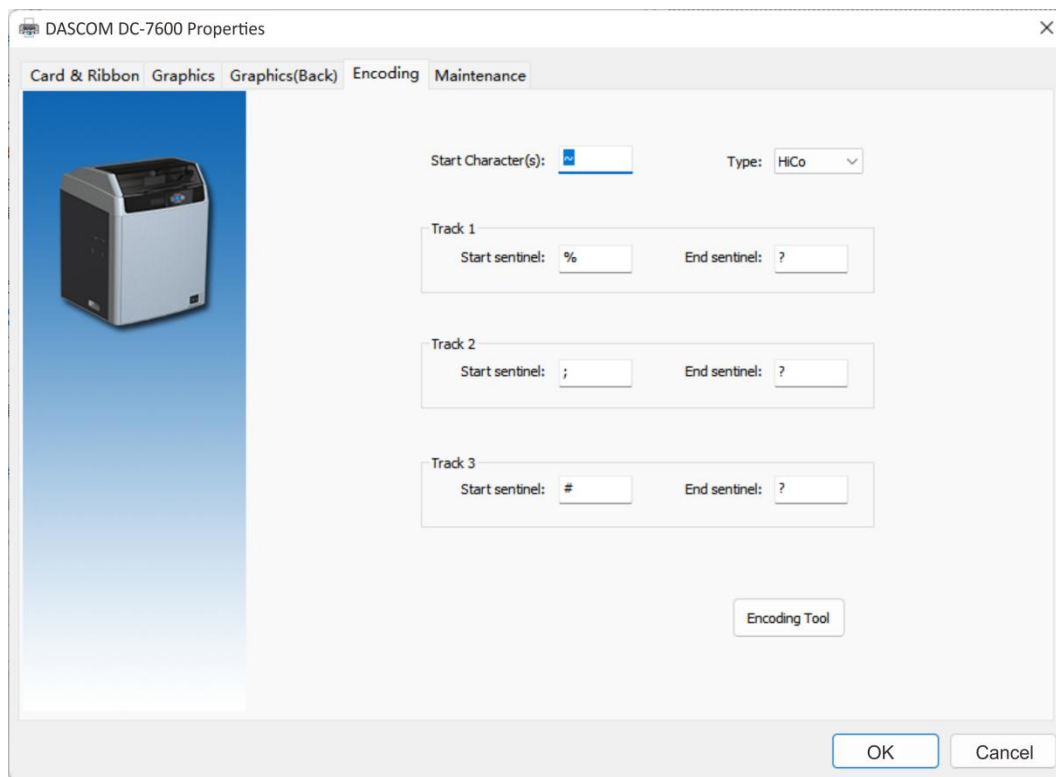 DASCOM DC-7600 Properties
Card & Ribbon Graphics Graphics(Back) Encoding Maintenance
Start Character(s): ~ Type: HiCo
Track 1
Start sentinel: % End sentinel: ?
Track 2
Start sentinel: ; End sentinel: ?
Track 3
Start sentinel: # End sentinel: ?
Encoding Tool
OK Cancel